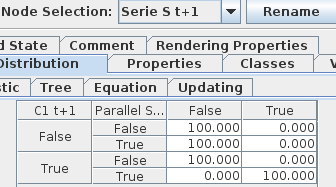 Node Selection: Serie S t+1 Rename
d State Comment Rendering Properties
Distribution Properties Classes V
stic Tree Equation Updating
C1 t+1 Parallel S... False True
False False 100.000 0.000
True 100.000 0.000
True False 100.000 0.000
True 0.000 100.000